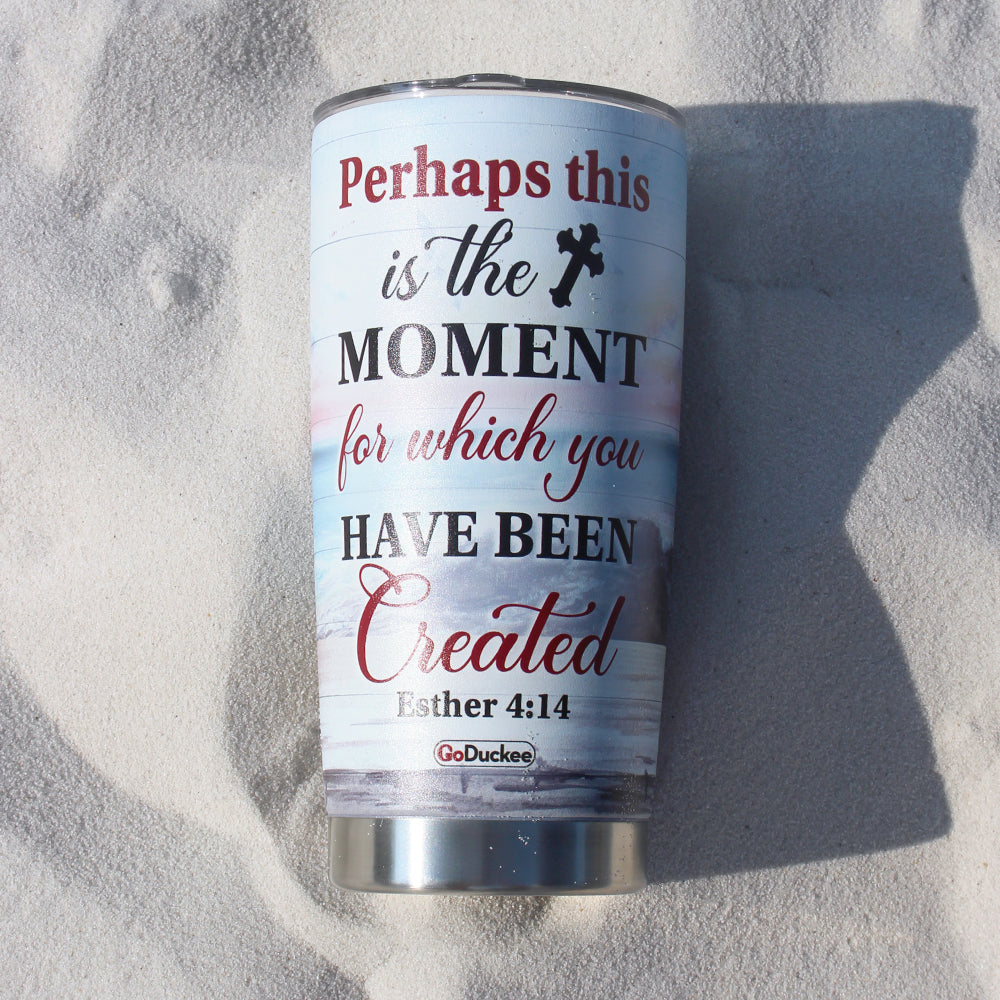 Perhaps this
is the
MOMENT
for which you
HAVE BEEN
Created
Esther 4:14
GoDuckee